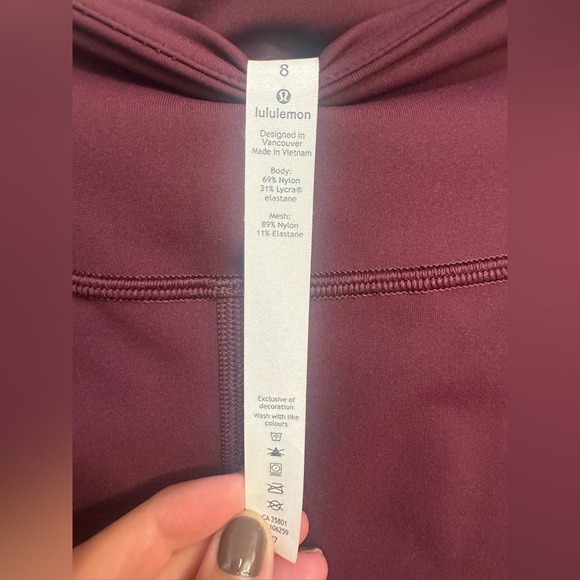 8
lululemon
Designed in
Vancouver
Made in Vietnam
Body:
69% Nylon
31% Lycra®
elastane
Mesh:
89% Nylon
11% Elastane
Exclusive of
decoration
Wash with like
colours
CA 35801
106259